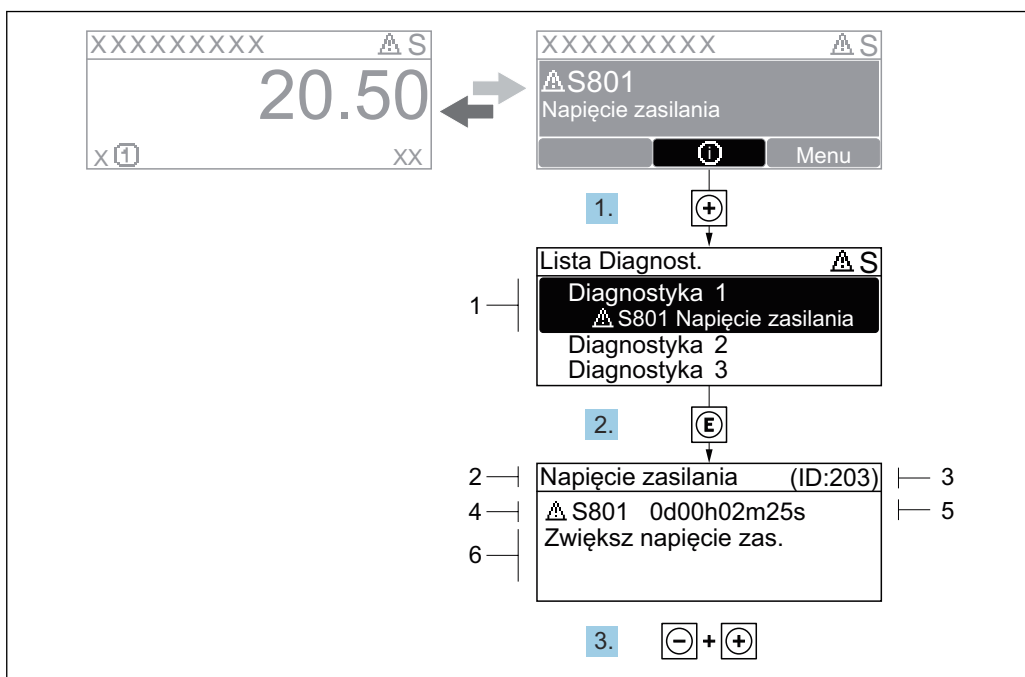 XXXXXXXXX ⚠ S
20.50
X ① XX
XXXXXXXXX ⚠ S
⚠S801
Napięcie zasilania
ⓘ Menu
1. +
Lista Diagnost. ⚠ S
1
Diagnostyka 1
⚠ S801 Napięcie zasilania
Diagnostyka 2
Diagnostyka 3
2. E
2 Napięcie zasilania (ID:203) 3
4 ⚠ S801 0d00h02m25s 5
6 Zwiększ napięcie zas.
3. − + +